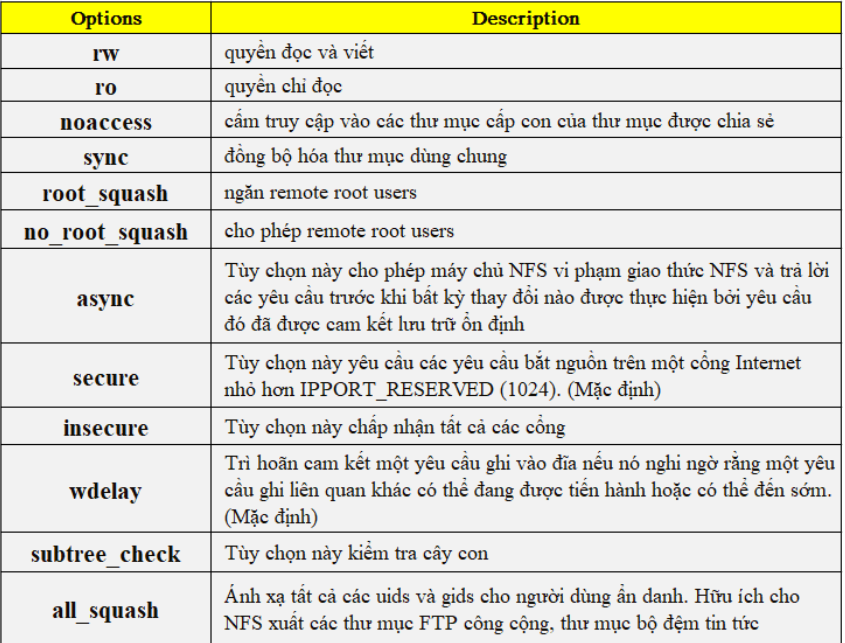 Options Description
rw quyền đọc và viết
ro quyền chỉ đọc
noaccess cấm truy cập vào các thư mục cấp con của thư mục được chia sẻ
sync đồng bộ hóa thư mục dùng chung
root_squash ngăn remote root users
no_root_squash cho phép remote root users
async Tùy chọn này cho phép máy chủ NFS vi phạm giao thức NFS và trả lời
các yêu cầu trước khi bất kỳ thay đổi nào được thực hiện bởi yêu cầu
đó đã được cam kết lưu trữ ổn định
secure Tùy chọn này yêu cầu các yêu cầu bắt nguồn trên một cổng Internet
nhỏ hơn IPPORT_RESERVED (1024). (Mặc định)
insecure Tùy chọn này chấp nhận tất cả các cổng
wdelay Trì hoãn cam kết một yêu cầu ghi vào đĩa nếu nó nghi ngờ rằng một yêu
cầu ghi liên quan khác có thể đang được tiến hành hoặc có thể đến sớm.
(Mặc định)
subtree_check Tùy chọn này kiểm tra cây con
all_squash Ánh xạ tất cả các uids và gids cho người dùng ẩn danh. Hữu ích cho
NFS xuất các thư mục FTP công cộng, thư mục bộ đệm tin tức